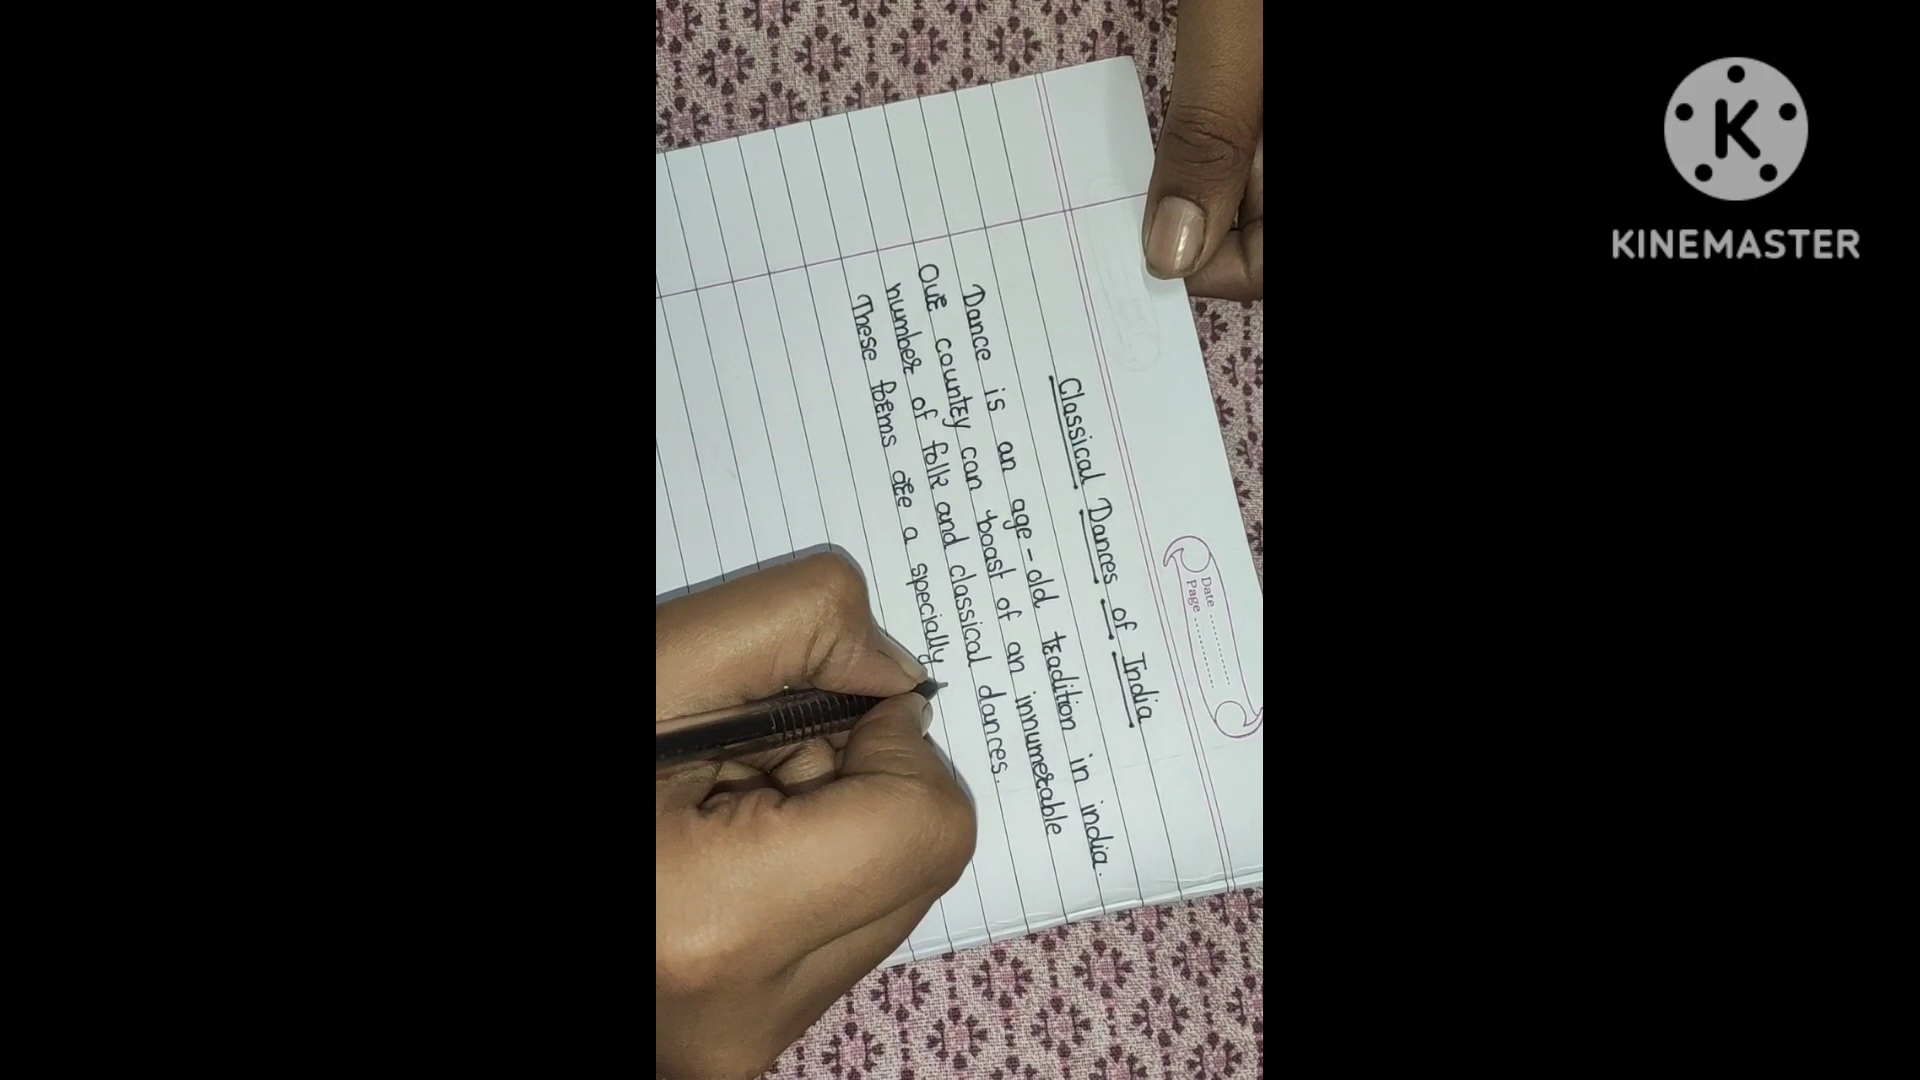 Date ..............
Page ..............
Classical Dances of India
Dance is an age-old tradition in india.
Our country can boast of an innumerable
number of folk and classical dances.
These forms are a specially
K
KINEMASTER